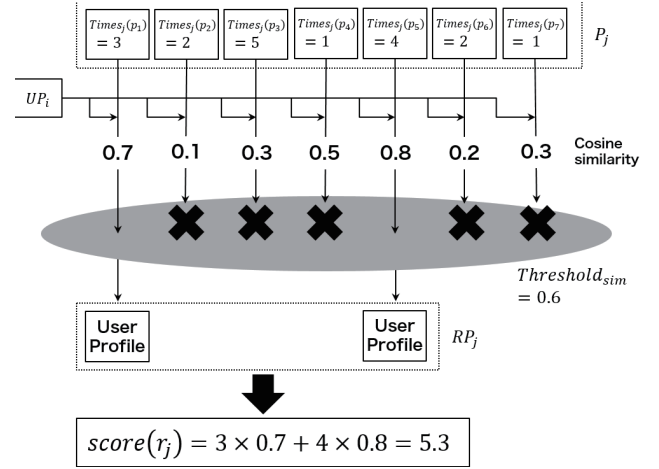 Times_j(p_1) Times_j(p_2) Times_j(p_3) Times_j(p_4) Times_j(p_5) Times_j(p_6) Times_j(p_7)
= 3 = 2 = 5 = 1 = 4 = 2 = 1
P_j
UP_i
0.7 0.1 0.3 0.5 0.8 0.2 0.3
Cosine
similarity
Threshold_sim
= 0.6
User
Profile
User
Profile
RP_j
score(r_j) = 3 × 0.7 + 4 × 0.8 = 5.3